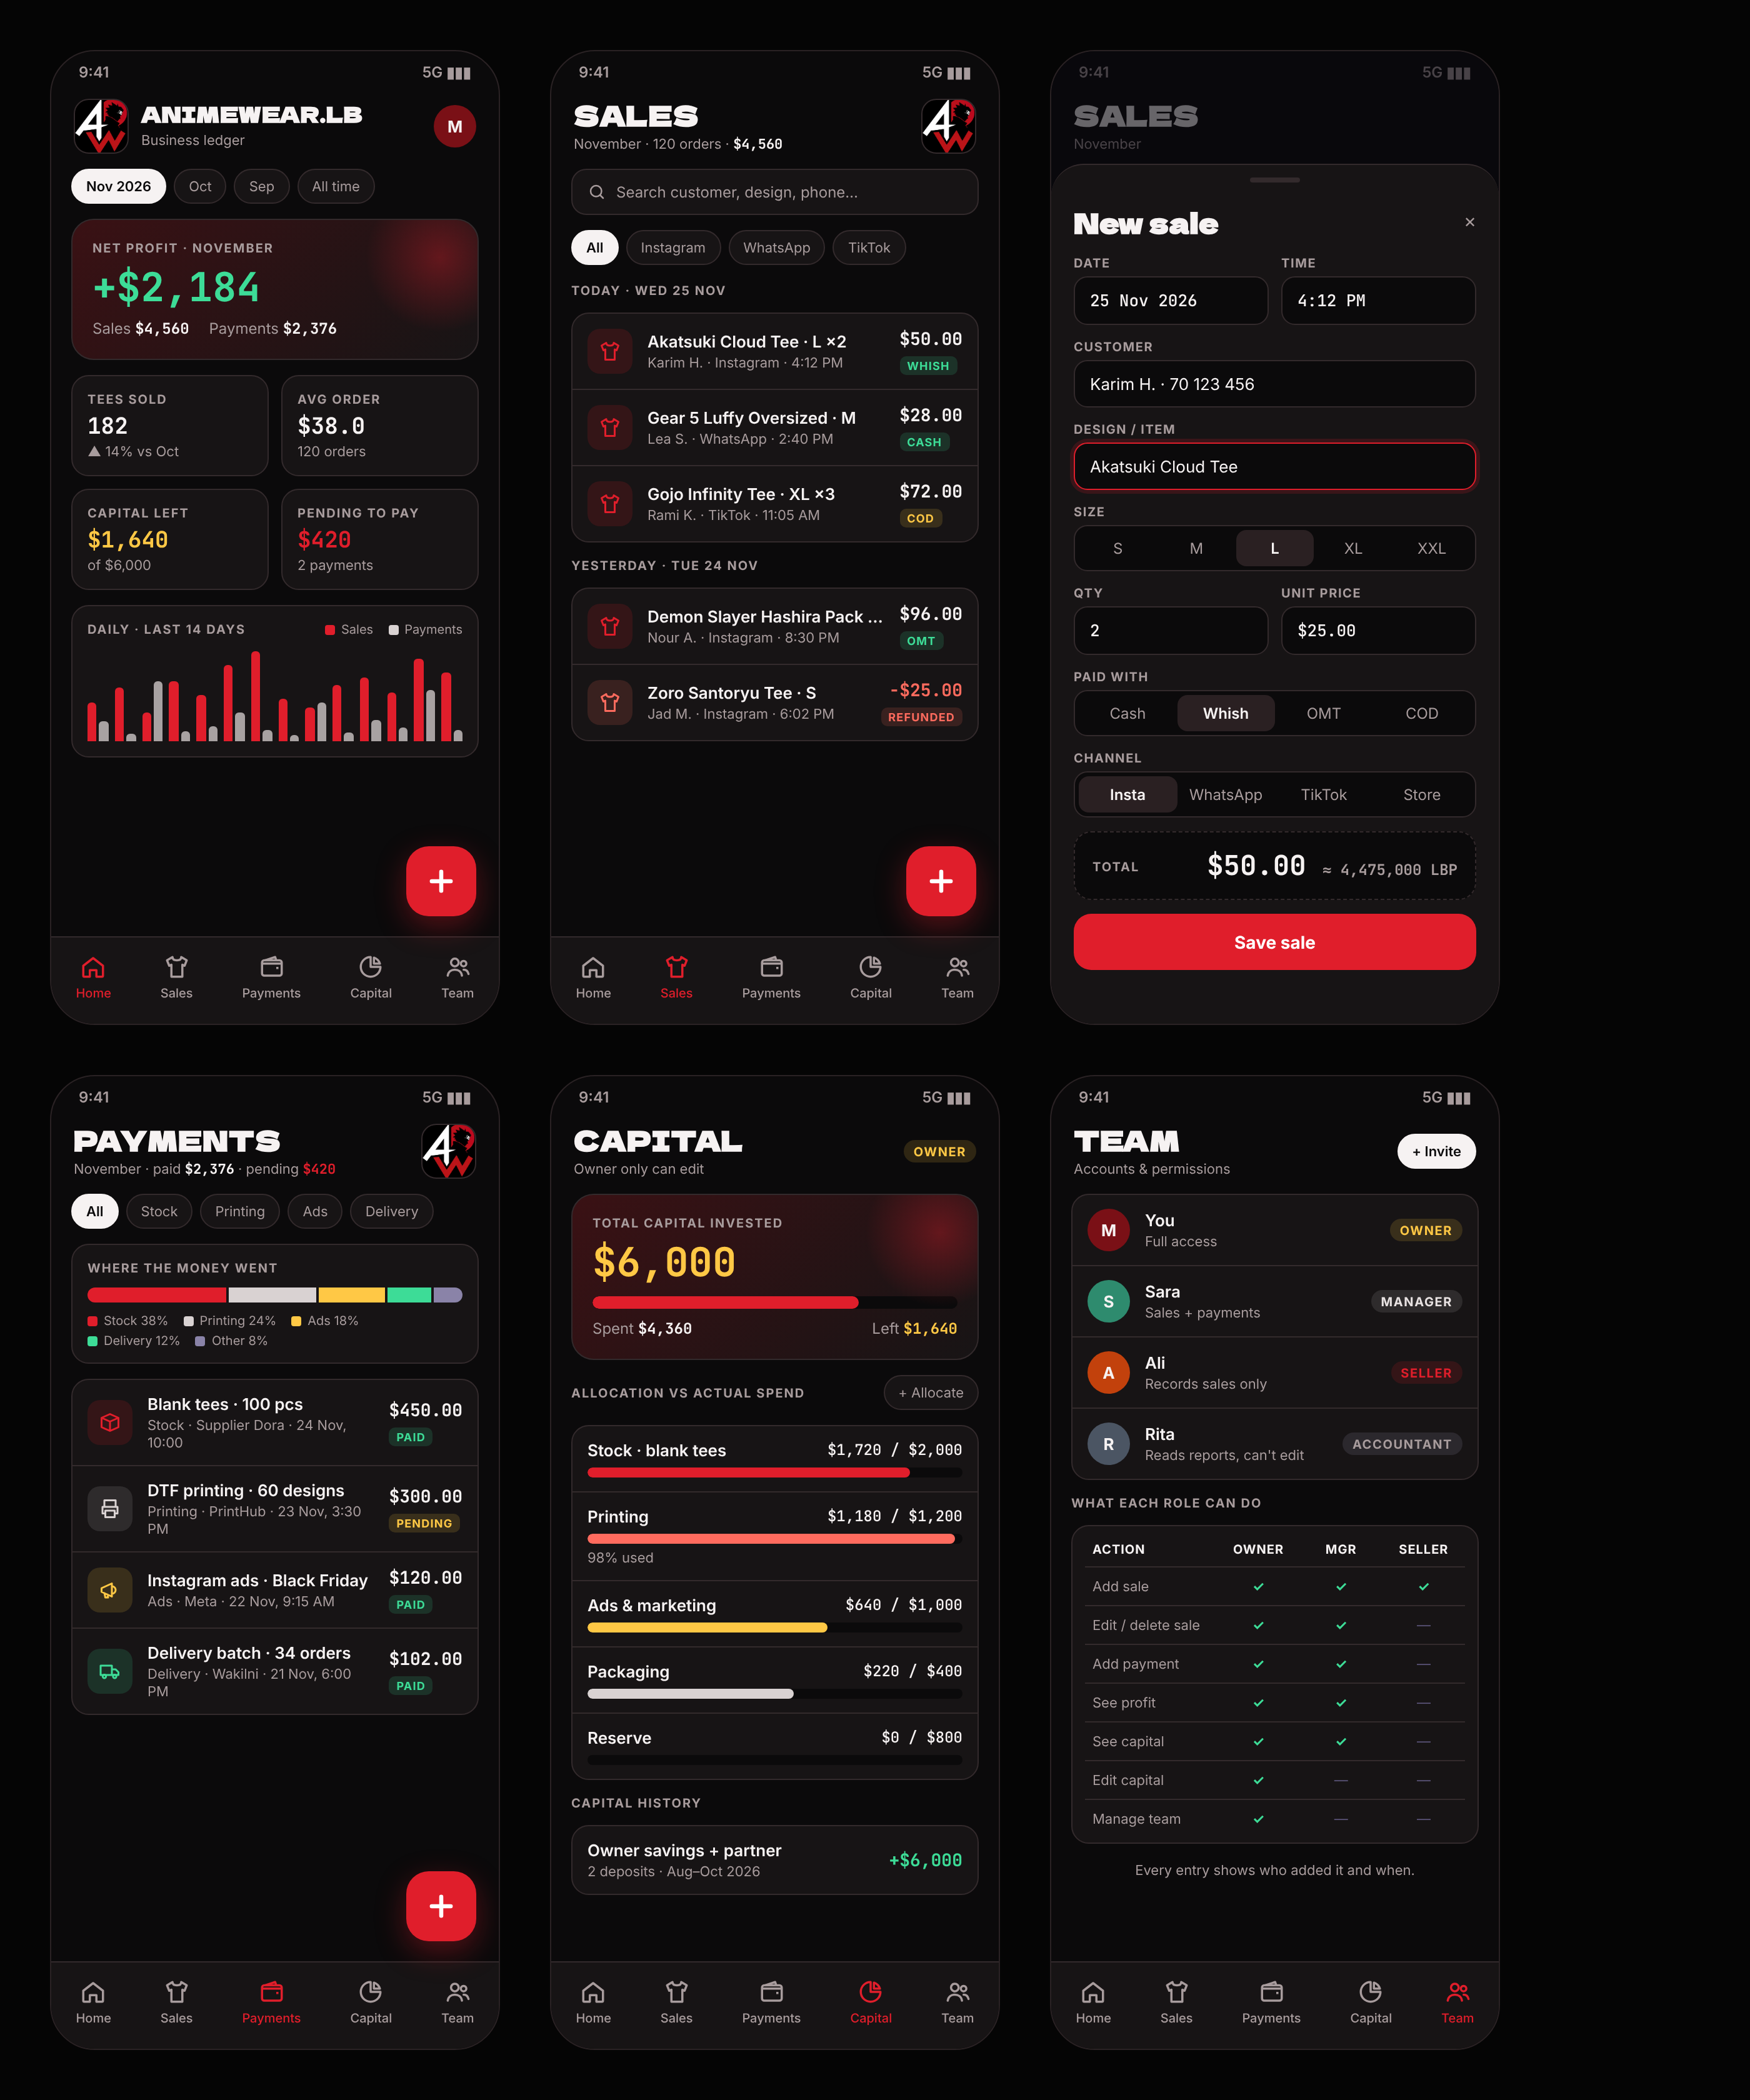 9:41 5G
ANIMEWEAR.LB
Business ledger
M
Nov 2026 Oct Sep All time
NET PROFIT · NOVEMBER
+$2,184
Sales $4,560 Payments $2,376
TEES SOLD
182
▲ 14% vs Oct
AVG ORDER
$38.0
120 orders
CAPITAL LEFT
$1,640
of $6,000
PENDING TO PAY
$420
2 payments
DAILY · LAST 14 DAYS Sales Payments
+
Home Sales Payments Capital Team
9:41 5G
SALES
November · 120 orders · $4,560
AW
Search customer, design, phone...
All Instagram WhatsApp TikTok
TODAY · WED 25 NOV
Akatsuki Cloud Tee · L ×2 $50.00
Karim H. · Instagram · 4:12 PM WHISH
Gear 5 Luffy Oversized · M $28.00
Lea S. · WhatsApp · 2:40 PM CASH
Gojo Infinity Tee · XL ×3 $72.00
Rami K. · TikTok · 11:05 AM COD
YESTERDAY · TUE 24 NOV
Demon Slayer Hashira Pack ... $96.00
Nour A. · Instagram · 8:30 PM OMT
Zoro Santoryu Tee · S -$25.00
Jad M. · Instagram · 6:02 PM REFUNDED
+
Home Sales Payments Capital Team
9:41 5G
SALES
November
New sale ×
DATE TIME
25 Nov 2026 4:12 PM
CUSTOMER
Karim H. · 70 123 456
DESIGN / ITEM
Akatsuki Cloud Tee
SIZE
S M L XL XXL
QTY UNIT PRICE
2 $25.00
PAID WITH
Cash Whish OMT COD
CHANNEL
Insta WhatsApp TikTok Store
TOTAL $50.00 ≈ 4,475,000 LBP
Save sale
9:41 5G
PAYMENTS
November · paid $2,376 · pending $420
AW
All Stock Printing Ads Delivery
WHERE THE MONEY WENT
Stock 38% Printing 24% Ads 18%
Delivery 12% Other 8%
Blank tees · 100 pcs $450.00
Stock · Supplier Dora · 24 Nov,
10:00
PAID
DTF printing · 60 designs $300.00
Printing · PrintHub · 23 Nov, 3:30
PM
PENDING
Instagram ads · Black Friday $120.00
Ads · Meta · 22 Nov, 9:15 AM PAID
Delivery batch · 34 orders $102.00
Delivery · Wakilni · 21 Nov, 6:00
PM
PAID
+
Home Sales Payments Capital Team
9:41 5G
CAPITAL
Owner only can edit
OWNER
TOTAL CAPITAL INVESTED
$6,000
Spent $4,360 Left $1,640
ALLOCATION VS ACTUAL SPEND + Allocate
Stock · blank tees $1,720 / $2,000
Printing $1,180 / $1,200
98% used
Ads & marketing $640 / $1,000
Packaging $220 / $400
Reserve $0 / $800
CAPITAL HISTORY
Owner savings + partner +$6,000
2 deposits · Aug–Oct 2026
Home Sales Payments Capital Team
9:41 5G
TEAM
Accounts & permissions
+ Invite
M You OWNER
Full access
S Sara MANAGER
Sales + payments
A Ali SELLER
Records sales only
R Rita ACCOUNTANT
Reads reports, can't edit
WHAT EACH ROLE CAN DO
ACTION OWNER MGR SELLER
Add sale ✓ ✓ ✓
Edit / delete sale ✓ ✓ —
Add payment ✓ ✓ —
See profit ✓ ✓ —
See capital ✓ ✓ —
Edit capital ✓ — —
Manage team ✓ — —
Every entry shows who added it and when.
Home Sales Payments Capital Team